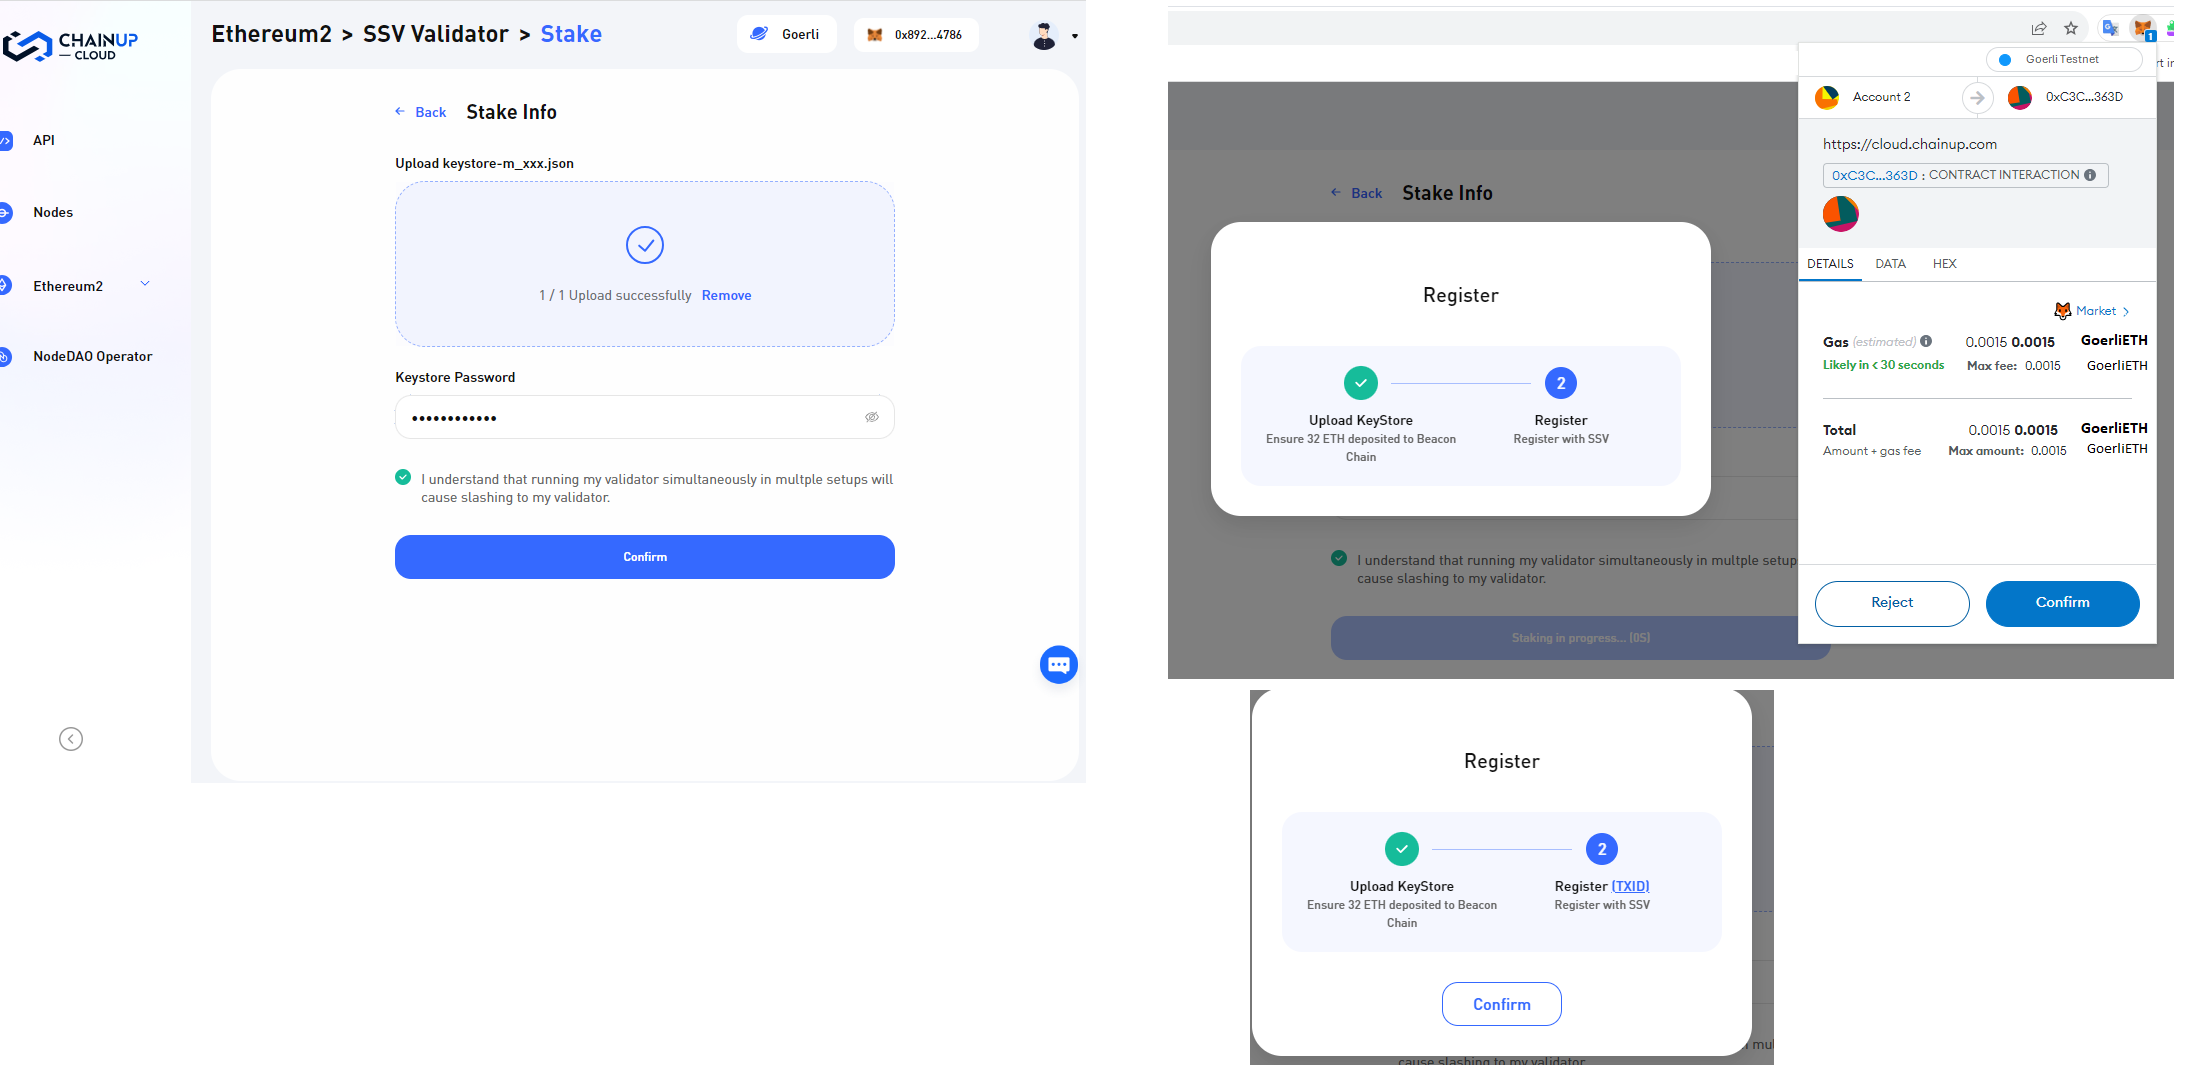 CHAINUP
CLOUD
API
Nodes
Ethereum2
NodeDAO Operator
Ethereum2 > SSV Validator > Stake
Goerli
0x892...4786
Back
Stake Info
Upload keystore-m_xxx.json
1 / 1 Upload successfully Remove
Keystore Password
I understand that running my validator simultaneously in multple setups will
cause slashing to my validator.
Confirm
Back
Stake Info
Register
2
Upload KeyStore
Ensure 32 ETH deposited to Beacon
Chain
Register
Register with SSV
I understand that running my validator simultaneously in multple setup
cause slashing to my validator.
Staking in progress... (0S)
1
Goerli Testnet
rt in
Account 2
0xC3C...363D
https://cloud.chainup.com
0xC3C...363D : CONTRACT INTERACTION
DETAILS DATA HEX
Market >
Gas (estimated) 0.0015 0.0015 GoerliETH
Likely in < 30 seconds Max fee: 0.0015 GoerliETH
Total 0.0015 0.0015 GoerliETH
Amount + gas fee Max amount: 0.0015 GoerliETH
Reject
Confirm
Register
2
Upload KeyStore
Ensure 32 ETH deposited to Beacon
Chain
Register (TXID)
Register with SSV
Confirm
mul
cause slashing to my validator